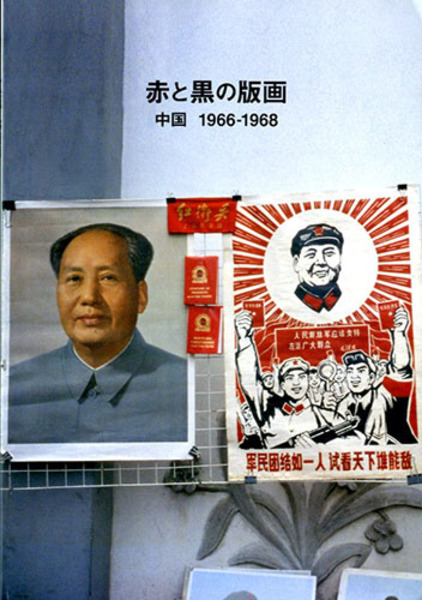 赤と黒の版画
中国 1966-1968
红卫兵
人民解放军应该支持
左派广大群众
军民团结如一人试看天下谁能敌